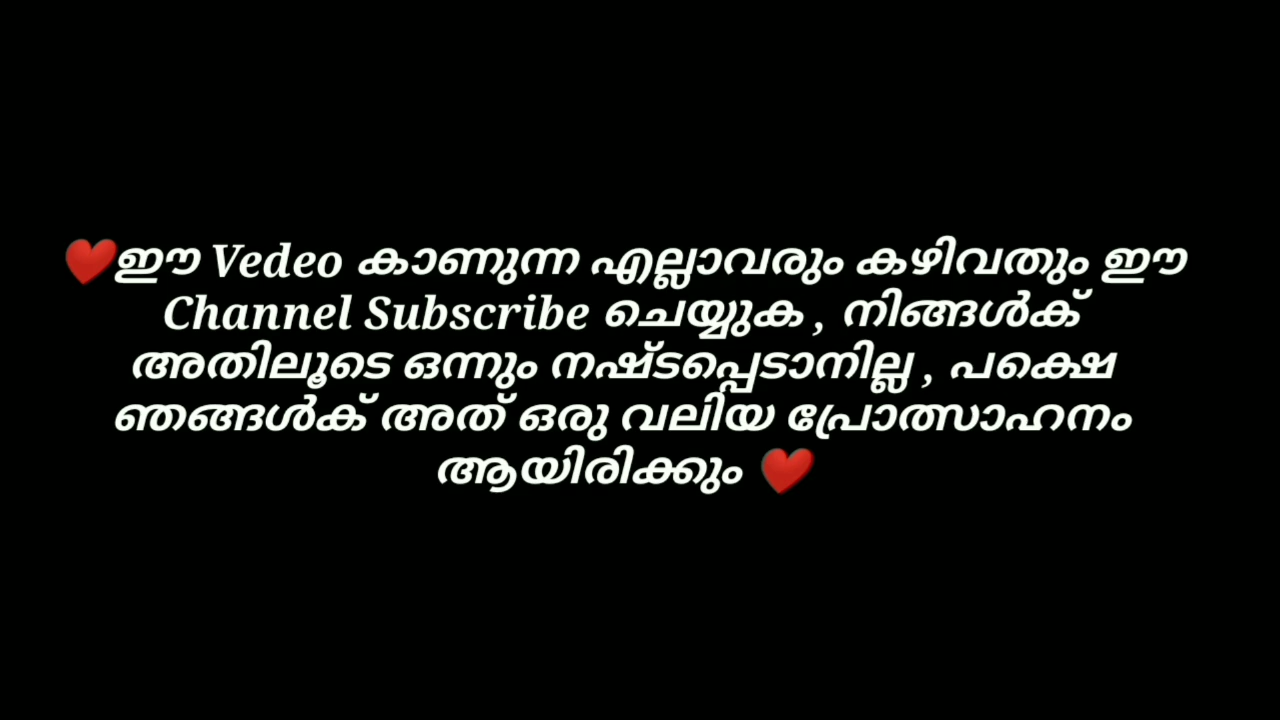 ❤️ഈ Vedeo കാണുന്ന എല്ലാവരും കഴിവതും ഈ
Channel Subscribe ചെയ്യുക , നിങ്ങൾക്
അതിലൂടെ ഒന്നും നഷ്ടപ്പെടാനില്ല , പക്ഷെ
ഞങ്ങൾക് അത് ഒരു വലിയ പ്രോത്സാഹനം
ആയിരിക്കും ❤️